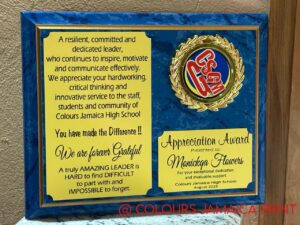 A resilient, committed and
dedicated leader,
who continues to inspire, motivate
and communicate effectively.
We appreciate your hardworking,
critical thinking and
innovative service to the staff,
students and community of
Colours Jamaica High School
You have made the Difference !!
We are forever Grateful
A truly AMAZING LEADER is
HARD to find DIFFICULT
to part with and
IMPOSSIBLE to forget.
Appreciation Award
Presented to:
Monickqa Flowers
For your exceptional dedication
and invaluable support
Colours Jamaica High School
August 2025
@ COLOURS JAMAICA PRINT